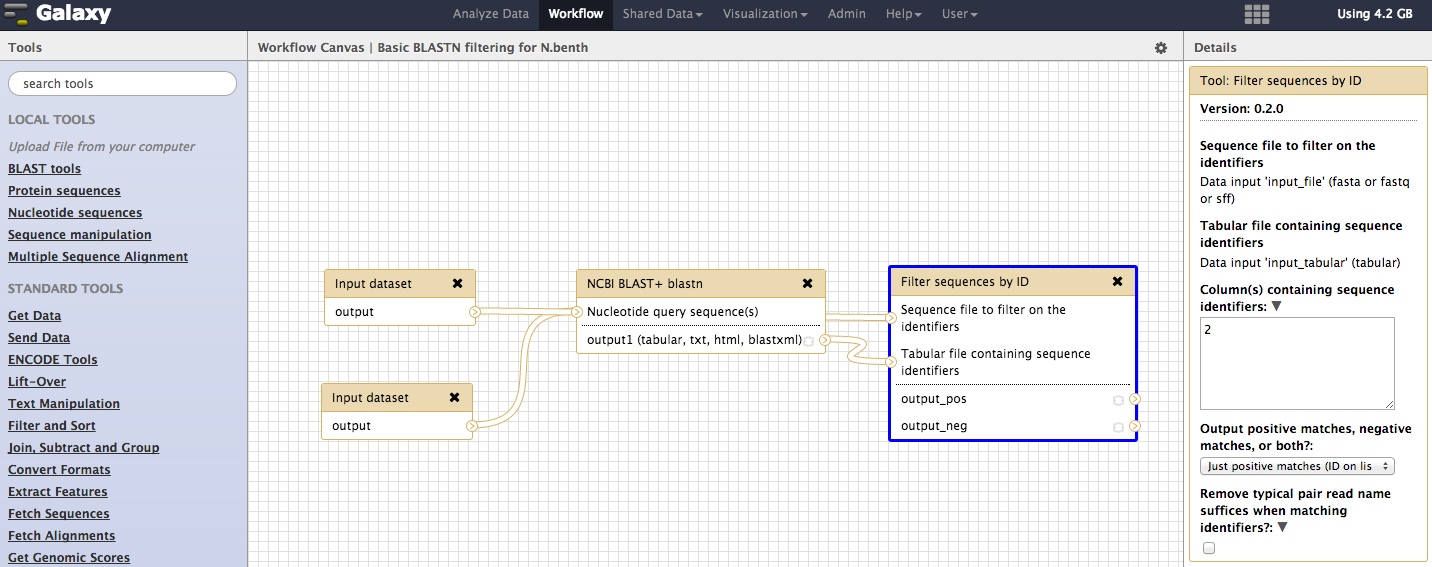 Galaxy
Analyze Data
Workflow
Shared Data
Visualization
Admin
Help
User
Using 4.2 GB
Tools
search tools
LOCAL TOOLS
Upload File from your computer
BLAST tools
Protein sequences
Nucleotide sequences
Sequence manipulation
Multiple Sequence Alignment
STANDARD TOOLS
Get Data
Send Data
ENCODE Tools
Lift-Over
Text Manipulation
Filter and Sort
Join, Subtract and Group
Convert Formats
Extract Features
Fetch Sequences
Fetch Alignments
Get Genomic Scores
Workflow Canvas | Basic BLASTN filtering for N.benth
Input dataset
output
Input dataset
output
NCBI BLAST+ blastn
Nucleotide query sequence(s)
output1 (tabular, txt, html, blastxml)
Filter sequences by ID
Sequence file to filter on the
identifiers
Tabular file containing sequence
identifiers
output_pos
output_neg
Details
Tool: Filter sequences by ID
Version: 0.2.0
Sequence file to filter on the
identifiers
Data input 'input_file' (fasta or fastq
or sff)
Tabular file containing sequence
identifiers
Data input 'input_tabular' (tabular)
Column(s) containing sequence
identifiers:
2
Output positive matches, negative
matches, or both?:
Just positive matches (ID on lis
Remove typical pair read name
suffices when matching
identifiers?: